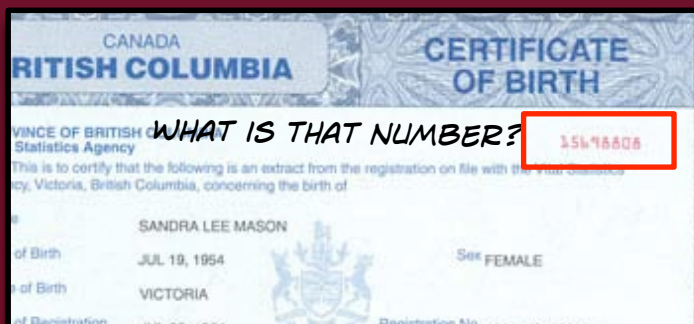 CANADA
RITISH COLUMBIA
CERTIFICATE
OF BIRTH
VINCE OF BRITISH
WHAT IS THAT NUMBER?
Statistics Agency
This is to certify that the following is an extract from the registration on file with the Vital Statistics
cy, Victoria, British Columbia, concerning the birth of
SANDRA LEE MASON
of Birth
JUL 19, 1954
Sex FEMALE
of Birth
VICTORIA
of Registration
Registration No